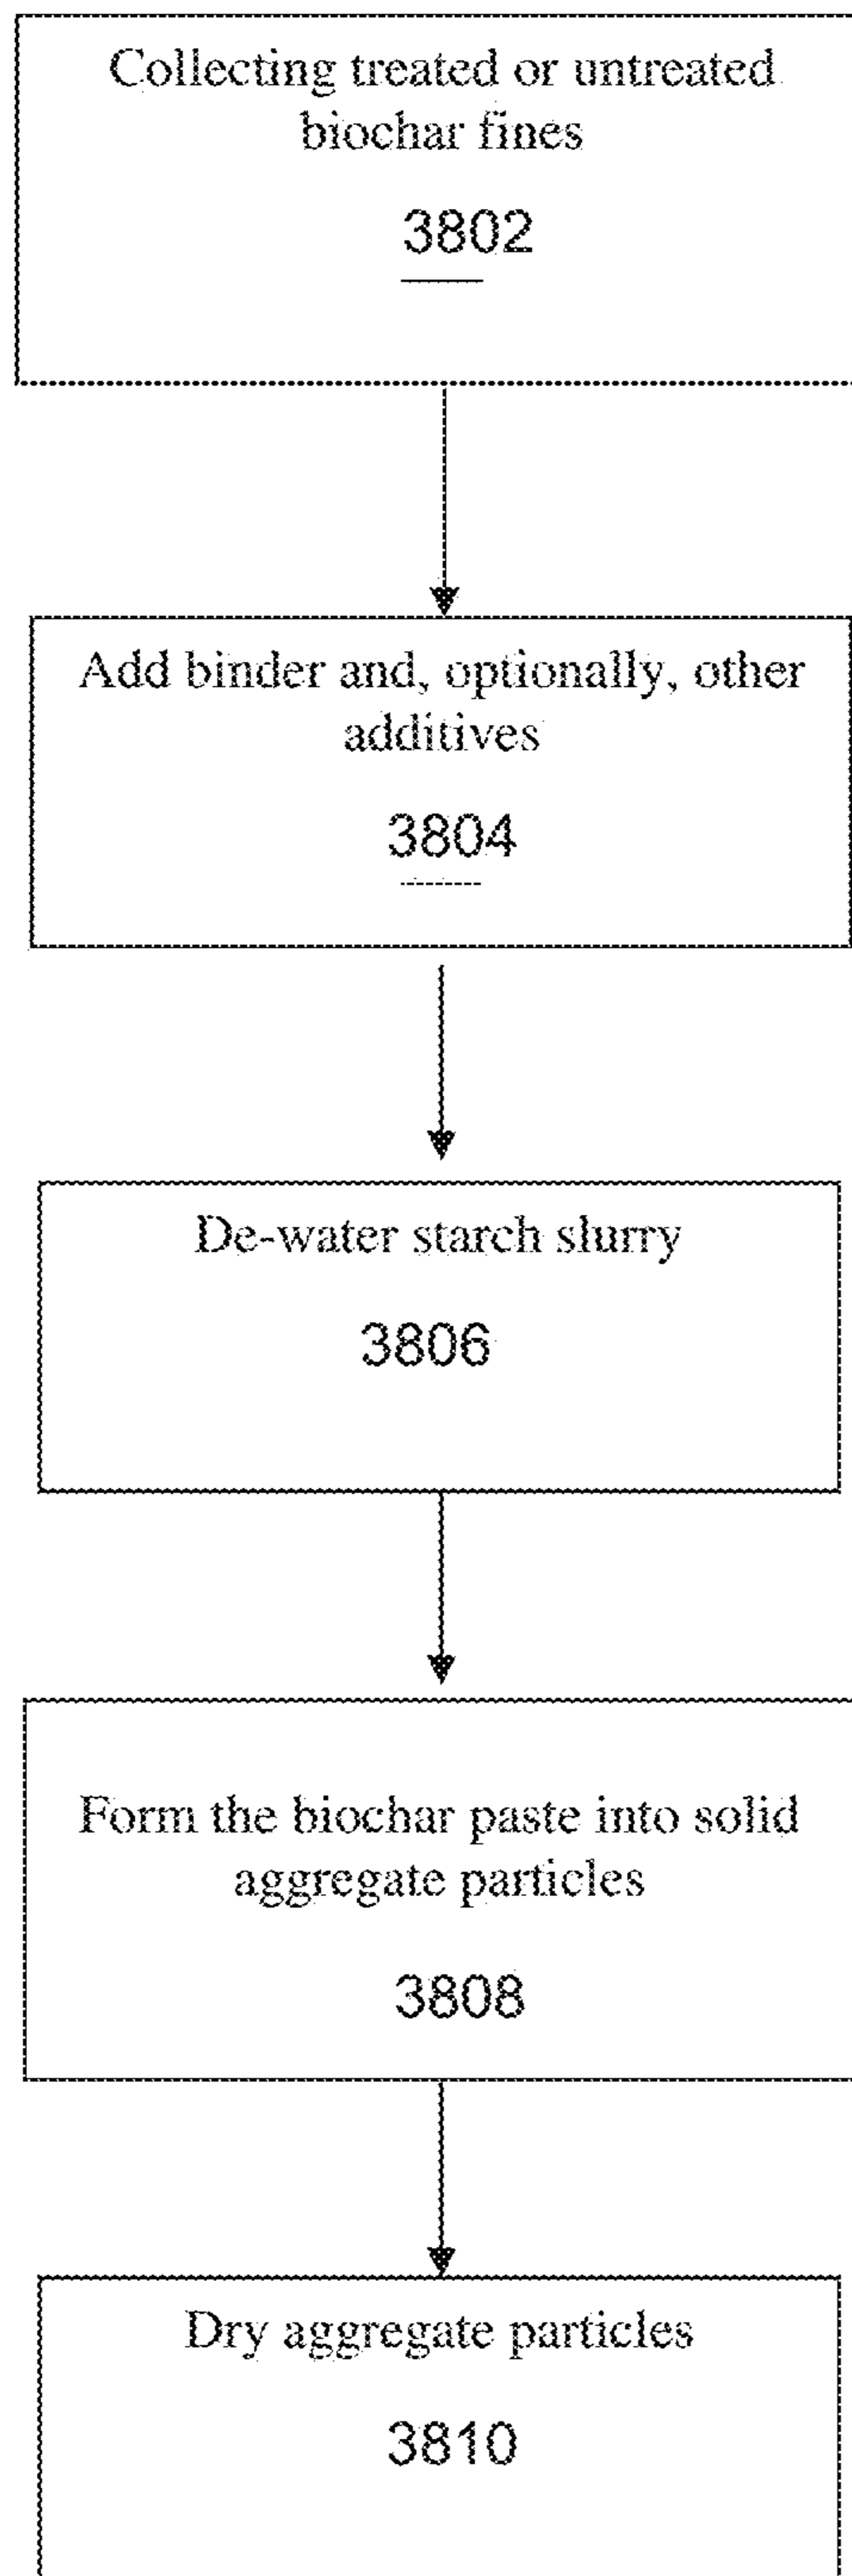 Collecting treated or untreated
biochar fines
3802
Add binder and, optionally, other
additives
3804
De-water starch slurry
3806
Form the biochar paste into solid
aggregate particles
3808
Dry aggregate particles
3810